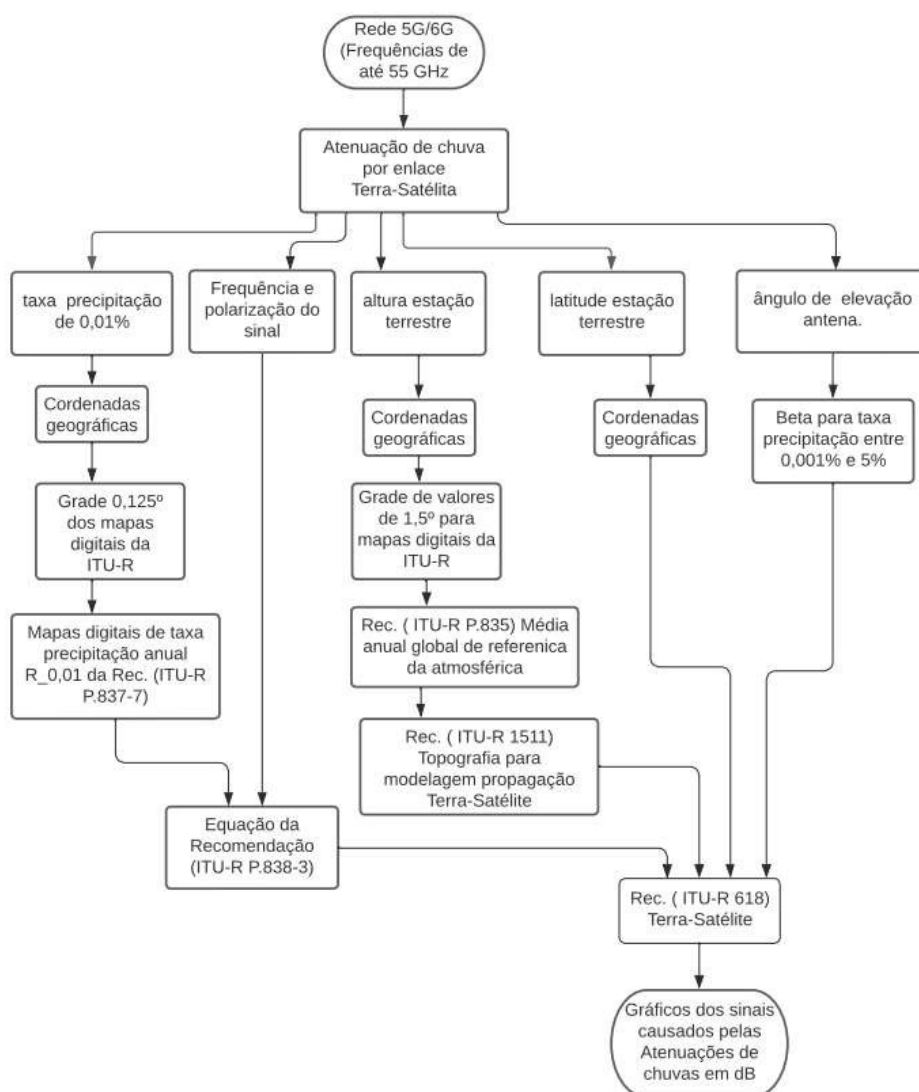 Rede 5G/6G
(Frequências de
até 55 GHz
Atenuação de chuva
por enlace
Terra-Satélita
taxa precipitação
de 0,01%
Frequência e
polarização do
sinal
altura estação
terrestre
latitude estação
terrestre
ângulo de elevação
antena.
Cordenadas
geográficas
Cordenadas
geográficas
Cordenadas
geográficas
Beta para taxa
precipitação entre
0,001% e 5%
Grade 0,125º
dos mapas
digitais da
ITU-R
Grade de valores
de 1,5º para
mapas digitais da
ITU-R
Mapas digitais de taxa
precipitação anual
R_0,01 da Rec. (ITU-R
P.837-7)
Rec. ( ITU-R P.835) Média
anual global de referenica
da atmosférica
Rec. ( ITU-R 1511)
Topografia para
modelagem propagação
Terra-Satélite
Equação da
Recomendação
(ITU-R P.838-3)
Rec. ( ITU-R 618)
Terra-Satélite
Gráficos dos sinais
causados pelas
Atenuações de
chuvas em dB